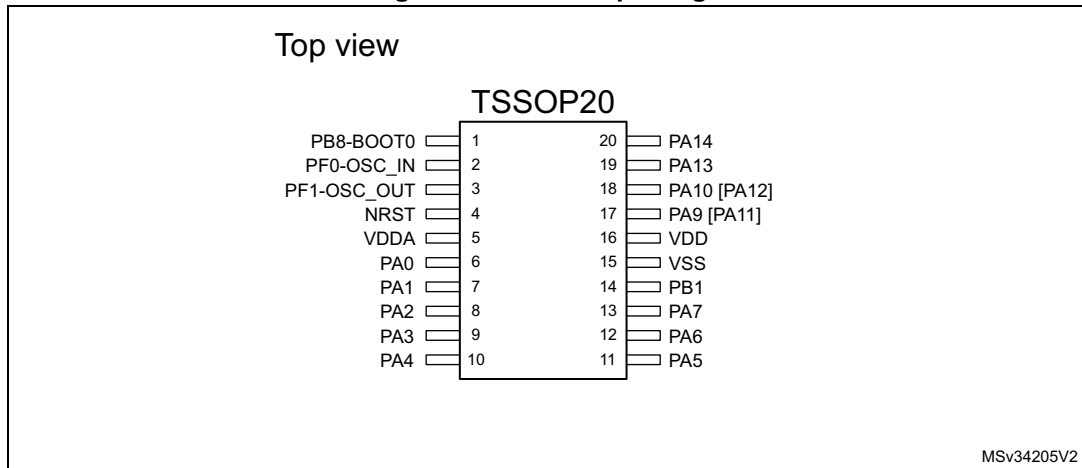 Top view
TSSOP20
PB8-BOOT0 1 20 PA14
PF0-OSC_IN 2 19 PA13
PF1-OSC_OUT 3 18 PA10 [PA12]
NRST 4 17 PA9 [PA11]
VDDA 5 16 VDD
PA0 6 15 VSS
PA1 7 14 PB1
PA2 8 13 PA7
PA3 9 12 PA6
PA4 10 11 PA5
MSv34205V2